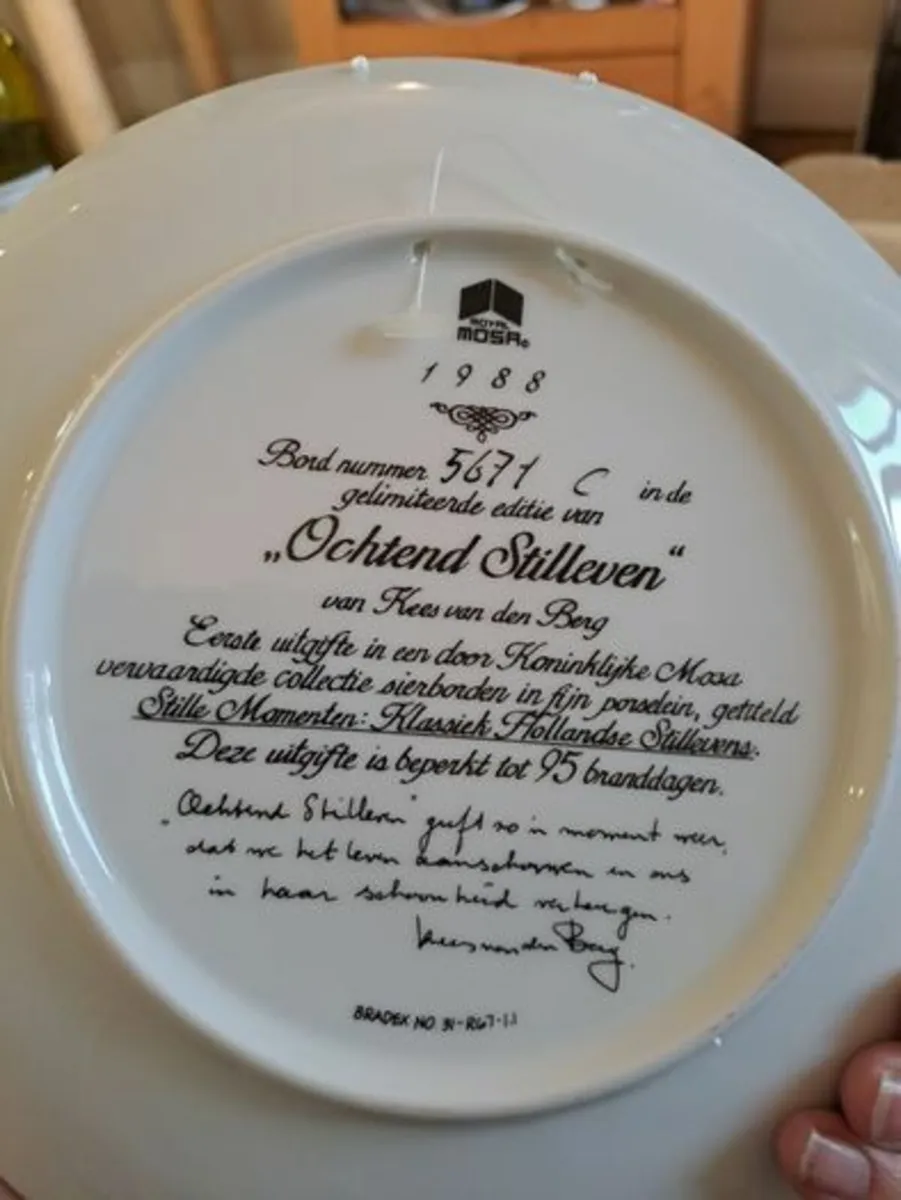 ROYAL
MOSA
1988
Bord nummer 5671 C in de
gelimiteerde editie van
„Ochtend Stilleven“
van Kees van den Berg
Eerste uitgifte in een door Koninklijke Mosa
vervaardigde collectie sierborden in fijn porselein, getiteld
Stille Momenten: Klassiek Hollandse Stillevens.
Deze uitgifte is beperkt tot 95 branddagen.
„Ochtend Stilleven" geeft zo'n moment weer,
dat we het leven aanschouwen en ons
in haar schoonheid verheugen.
Kees van den Berg.
BRADEX NO. 31-R67-1.1